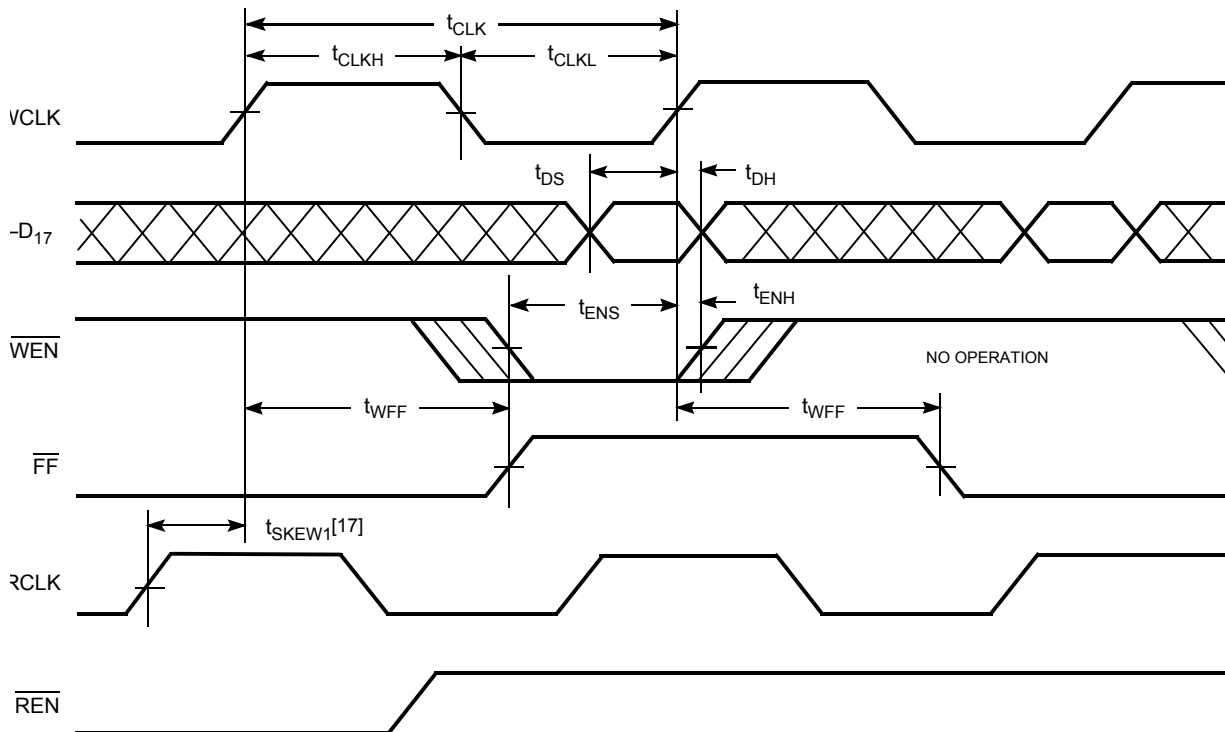 tCLK
tCLKH tCLKL
WCLK
tDS tDH
–D17
tENS tENH
WEN
NO OPERATION
tWFF tWFF
FF
tSKEW1[17]
RCLK
REN